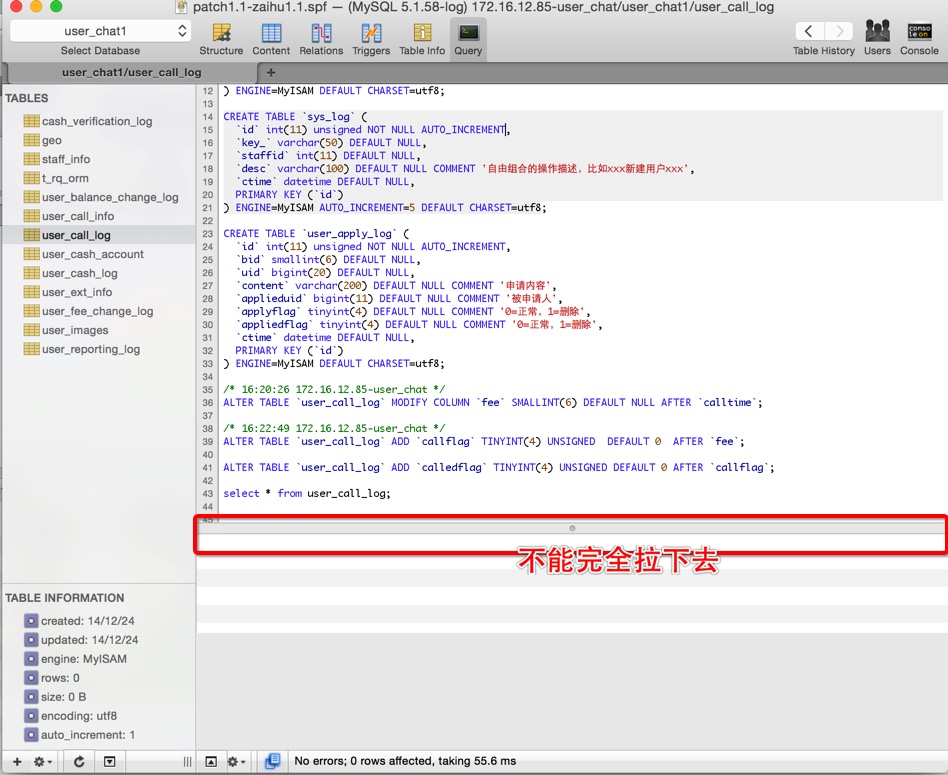 patch1.1-zaihu1.1.spf — (MySQL 5.1.58-log) 172.16.12.85-user_chat/user_chat1/user_call_log
user_chat1
Select Database
Structure
Content
Relations
Triggers
Table Info
Query
Table History
Users
conso
le on
Console
user_chat1/user_call_log
+
TABLES
cash_verification_log
geo
staff_info
t_rq_orm
user_balance_change_log
user_call_info
user_call_log
user_cash_account
user_cash_log
user_ext_info
user_fee_change_log
user_images
user_reporting_log
12 ) ENGINE=MyISAM DEFAULT CHARSET=utf8;
13
14 CREATE TABLE `sys_log` (
15 `id` int(11) unsigned NOT NULL AUTO_INCREMENT,
16 `key_` varchar(50) DEFAULT NULL,
17 `staffid` int(11) DEFAULT NULL,
18 `desc` varchar(100) DEFAULT NULL COMMENT '自由组合的操作描述，比如xxx新建用户xxx',
19 `ctime` datetime DEFAULT NULL,
20 PRIMARY KEY (`id`)
21 ) ENGINE=MyISAM AUTO_INCREMENT=5 DEFAULT CHARSET=utf8;
22
23 CREATE TABLE `user_apply_log` (
24 `id` int(11) unsigned NOT NULL AUTO_INCREMENT,
25 `bid` smallint(6) DEFAULT NULL,
26 `uid` bigint(20) DEFAULT NULL,
27 `content` varchar(200) DEFAULT NULL COMMENT '申请内容',
28 `applieduid` bigint(11) DEFAULT NULL COMMENT '被申请人',
29 `applyflag` tinyint(4) DEFAULT NULL COMMENT '0=正常，1=删除',
30 `appliedflag` tinyint(4) DEFAULT NULL COMMENT '0=正常，1=删除',
31 `ctime` datetime DEFAULT NULL,
32 PRIMARY KEY (`id`)
33 ) ENGINE=MyISAM DEFAULT CHARSET=utf8;
34
35 /* 16:20:26 172.16.12.85-user_chat */
36 ALTER TABLE `user_call_log` MODIFY COLUMN `fee` SMALLINT(6) DEFAULT NULL AFTER `calltime`;
37
38 /* 16:22:49 172.16.12.85-user_chat */
39 ALTER TABLE `user_call_log` ADD `callflag` TINYINT(4) UNSIGNED  DEFAULT 0  AFTER `fee`;
40
41 ALTER TABLE `user_call_log` ADD `calledflag` TINYINT(4) UNSIGNED DEFAULT 0 AFTER `callflag`;
42
43 select * from user_call_log;
44
45
不能完全拉下去
TABLE INFORMATION
created: 14/12/24
updated: 14/12/24
engine: MyISAM
rows: 0
size: 0 B
encoding: utf8
auto_increment: 1
No errors; 0 rows affected, taking 55.6 ms